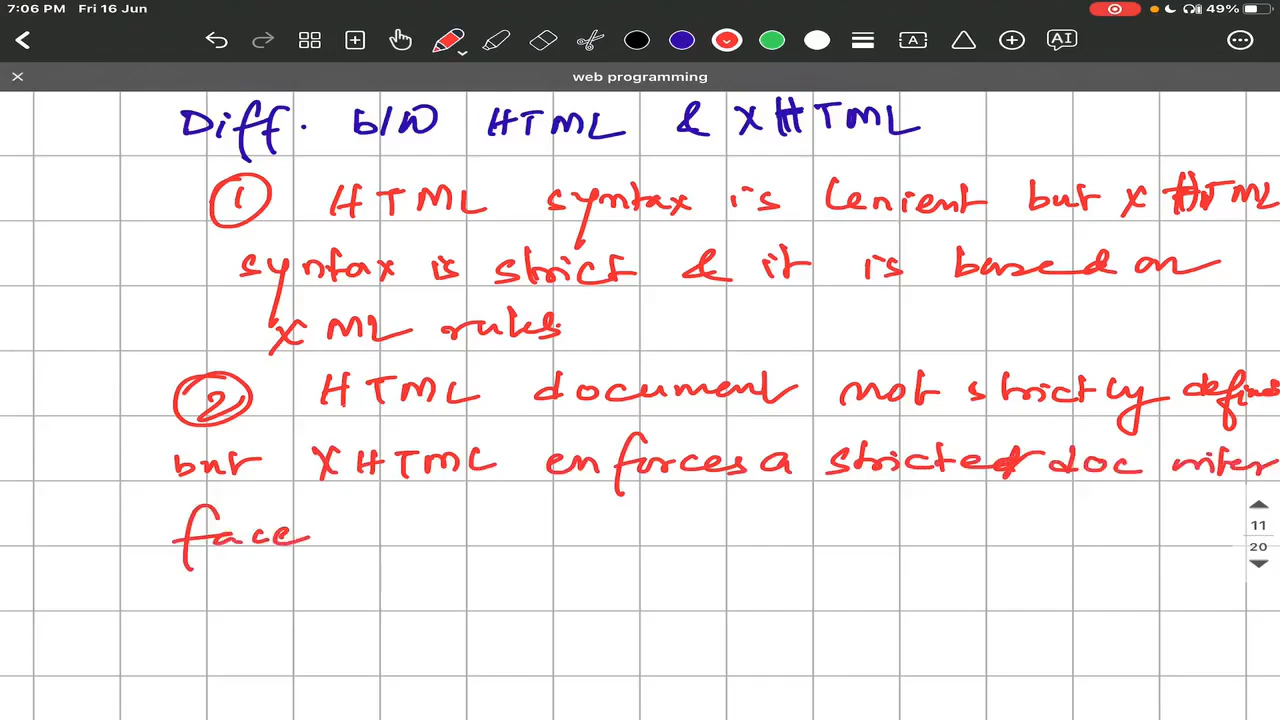 7:06 PM Fri 16 Jun 49%
A AI
web programming
Diff. b/w HTML & XHTML
1 HTML syntax is lenient but XHTML
syntax is strict & it is based on
XML rules
2 HTML document not strictly
but XHTML enforces a doc inter
face
11
20